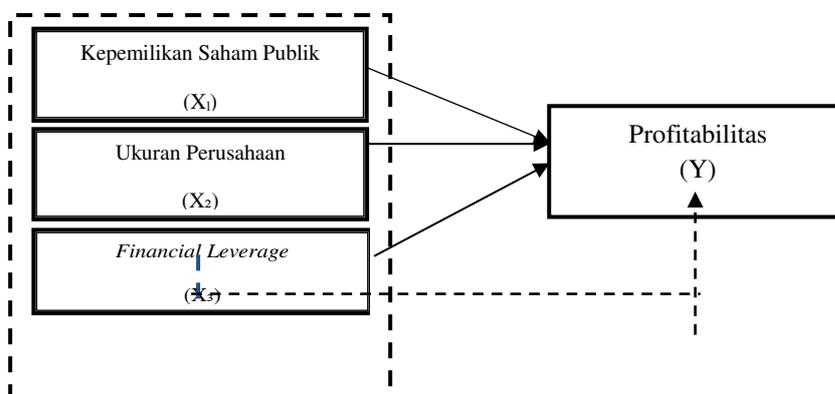 Kepemilikan Saham Publik
(X₁)
Ukuran Perusahaan
(X₂)
Financial Leverage
(X₃)
Profitabilitas
(Y)